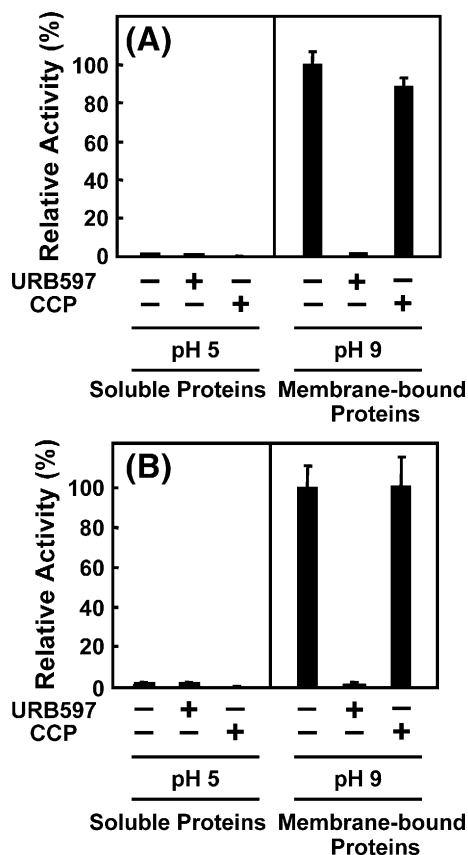 (A)
Relative Activity (%)
100
80
60
40
20
0
URB597 − + − − + −
CCP − − + − − +
pH 5 pH 9
Soluble Proteins Membrane-bound
Proteins
(B)
Relative Activity (%)
100
80
60
40
20
0
URB597 − + − − + −
CCP − − + − − +
pH 5 pH 9
Soluble Proteins Membrane-bound
Proteins